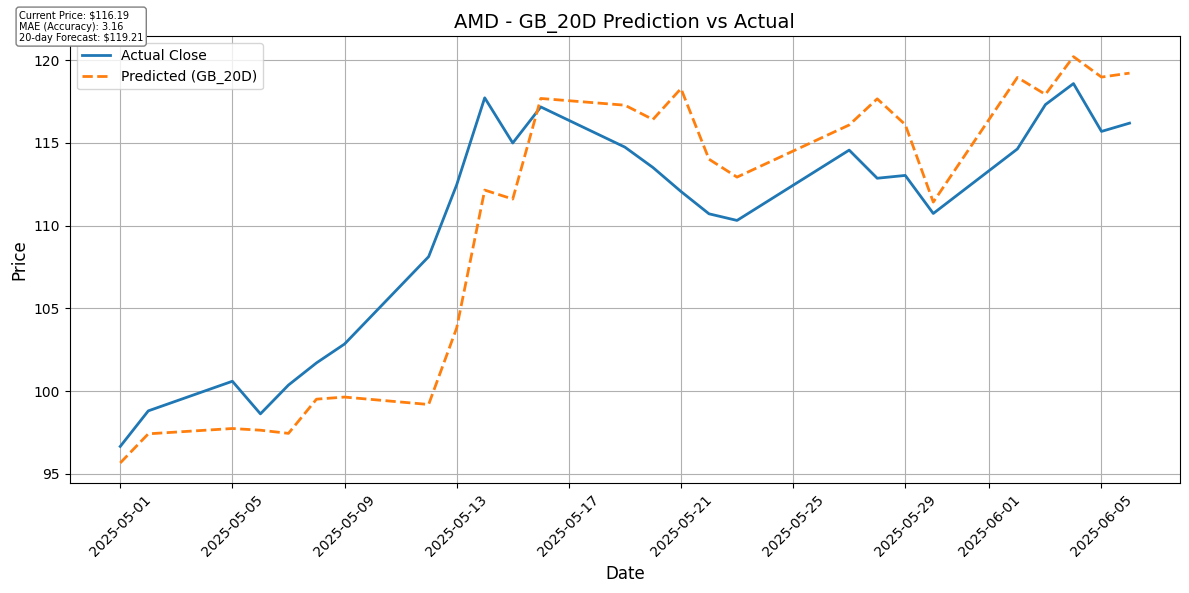 Current Price: $116.19
MAE (Accuracy): 3.16
20-day Forecast: $119.21
AMD - GB_20D Prediction vs Actual
Actual Close
Predicted (GB_20D)
Price
120
115
110
105
100
95
2025-05-01
2025-05-05
2025-05-09
2025-05-13
2025-05-17
2025-05-21
2025-05-25
2025-05-29
2025-06-01
2025-06-05
Date